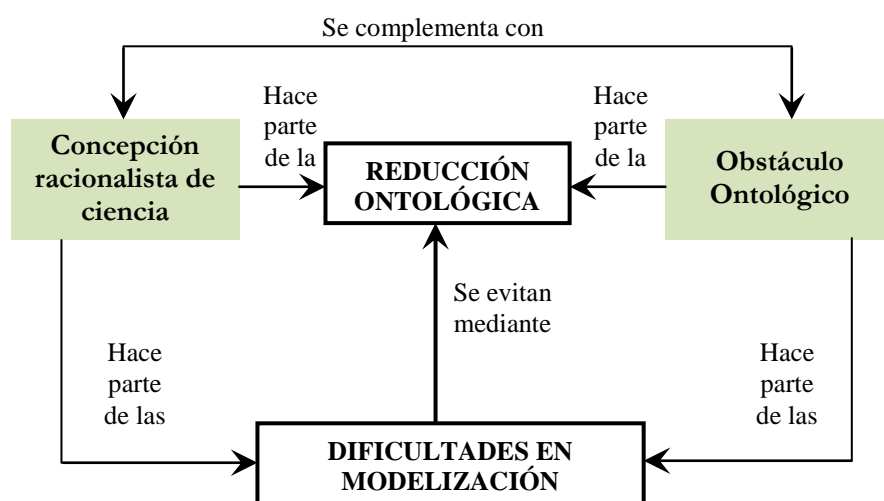 Se complementa con
Hace
parte
de la
Hace
parte
de la
Concepción
racionalista de
ciencia
REDUCCIÓN
ONTOLÓGICA
Obstáculo
Ontológico
Se evitan
mediante
Hace
parte
de las
Hace
parte
de las
DIFICULTADES EN
MODELIZACIÓN